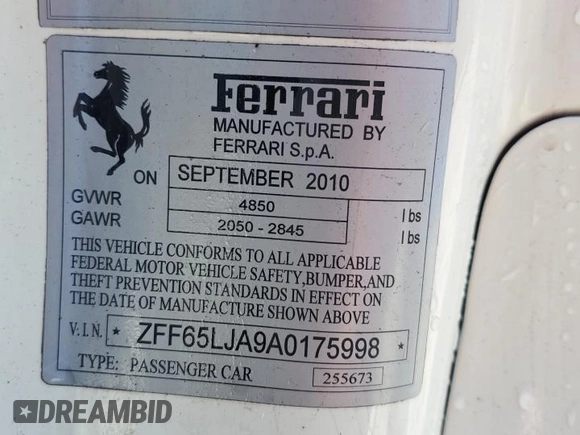 Ferrari
MANUFACTURED BY
FERRARI S.p.A.
ON SEPTEMBER 2010
GVWR 4850 lbs
GAWR 2050 - 2845 lbs
THIS VEHICLE CONFORMS TO ALL APPLICABLE
FEDERAL MOTOR VEHICLE SAFETY,BUMPER,AND
THEFT PREVENTION STANDARDS IN EFFECT ON
THE DATE OF MANUFACTURE SHOWN ABOVE
V.I.N. * ZFF65LJA9A0175998 *
TYPE: PASSENGER CAR 255673
DREAMBID